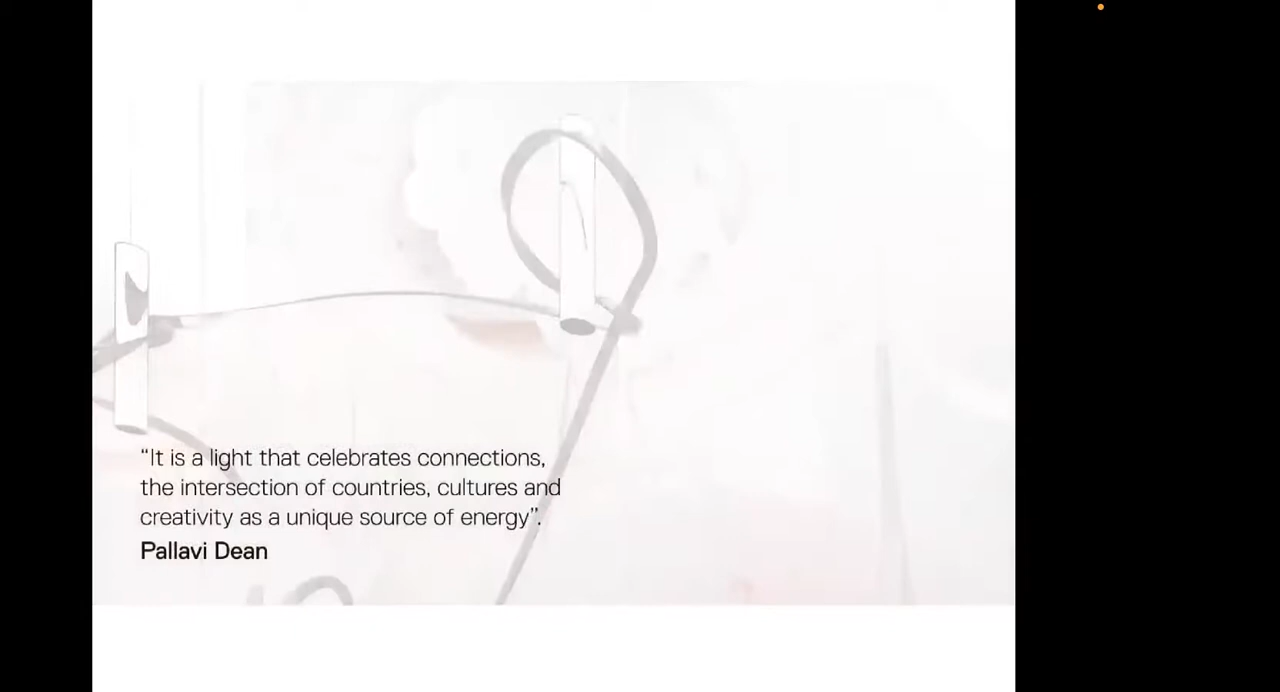 “It is a light that celebrates connections,
the intersection of countries, cultures and
creativity as a unique source of energy”.
Pallavi Dean